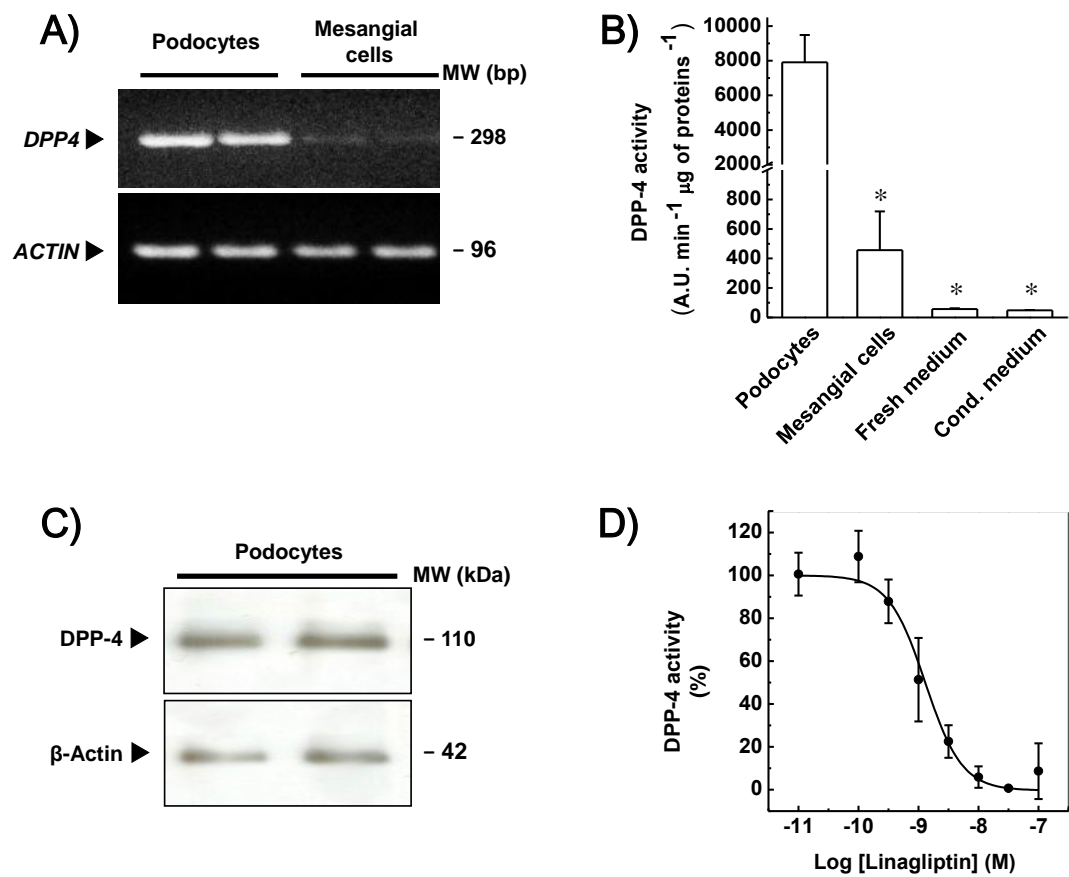 A)
Podocytes
Mesangial
cells
MW (bp)
DPP4
– 298
ACTIN
– 96
B)
DPP-4 activity
(A.U. min⁻¹ µg of proteins ⁻¹ )
10000
8000
6000
4000
2000
800
600
400
200
0
*
*
*
Podocytes
Mesangial cells
Fresh medium
Cond. medium
C)
Podocytes
MW (kDa)
DPP-4
– 110
β-Actin
– 42
D)
DPP-4 activity
(%)
120
100
80
60
40
20
0
-11 -10 -9 -8 -7
Log [Linagliptin] (M)